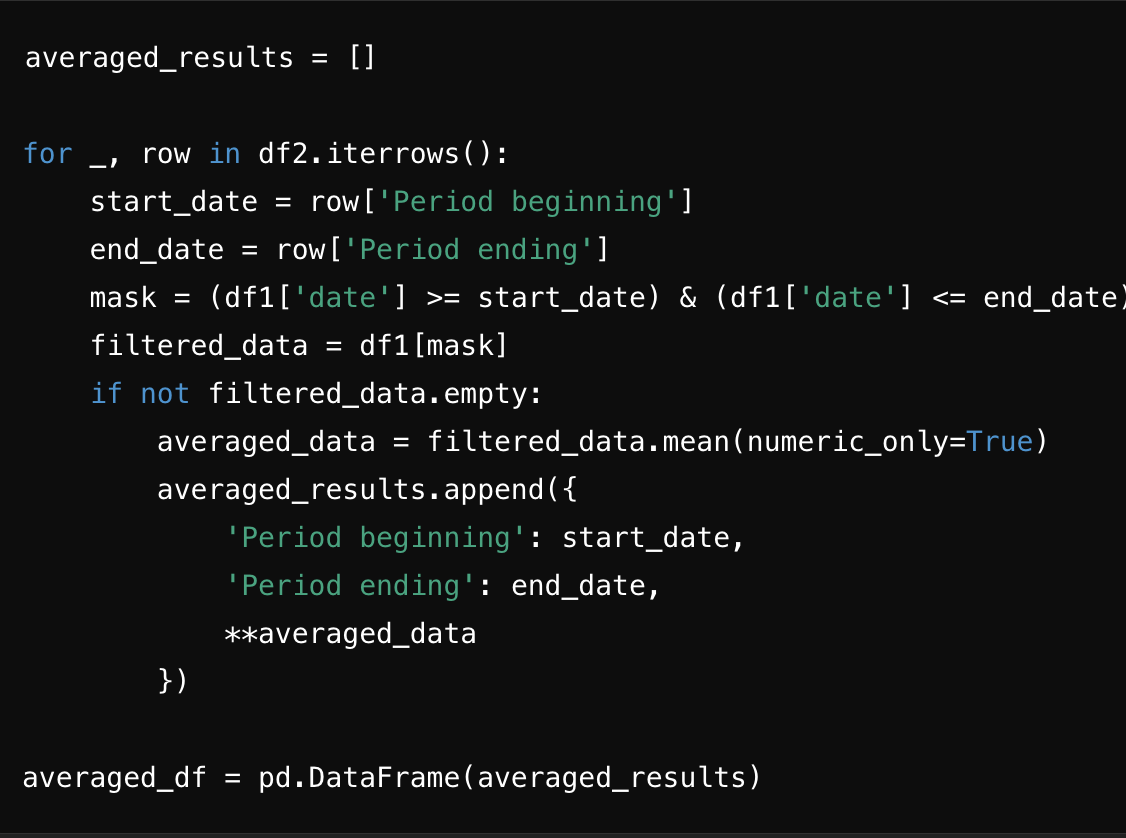 averaged_results = []
for _, row in df2.iterrows():
    start_date = row['Period beginning']
    end_date = row['Period ending']
    mask = (df1['date'] >= start_date) & (df1['date'] <= end_date)
    filtered_data = df1[mask]
    if not filtered_data.empty:
        averaged_data = filtered_data.mean(numeric_only=True)
        averaged_results.append({
            'Period beginning': start_date,
            'Period ending': end_date,
            **averaged_data
        })
averaged_df = pd.DataFrame(averaged_results)